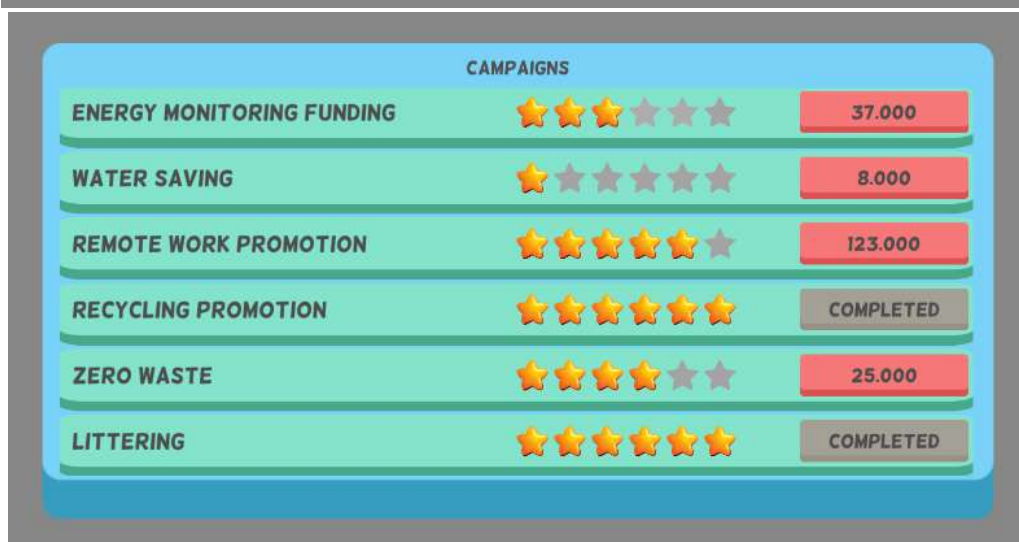 CAMPAIGNS
ENERGY MONITORING FUNDING 37.000
WATER SAVING 8.000
REMOTE WORK PROMOTION 123.000
RECYCLING PROMOTION COMPLETED
ZERO WASTE 25.000
LITTERING COMPLETED